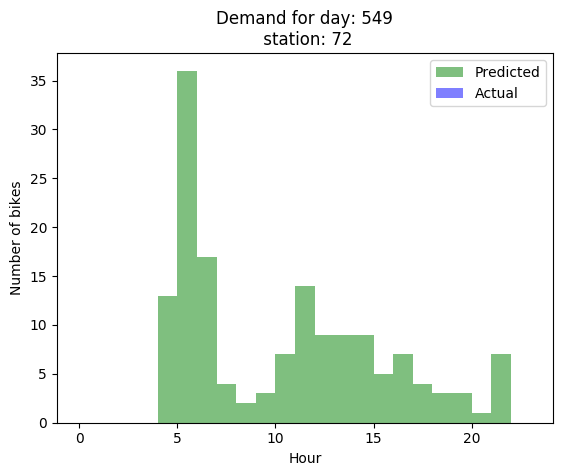 Demand for day: 549
station: 72
Predicted
Actual
Number of bikes
35
30
25
20
15
10
5
0
0
5
10
15
20
Hour